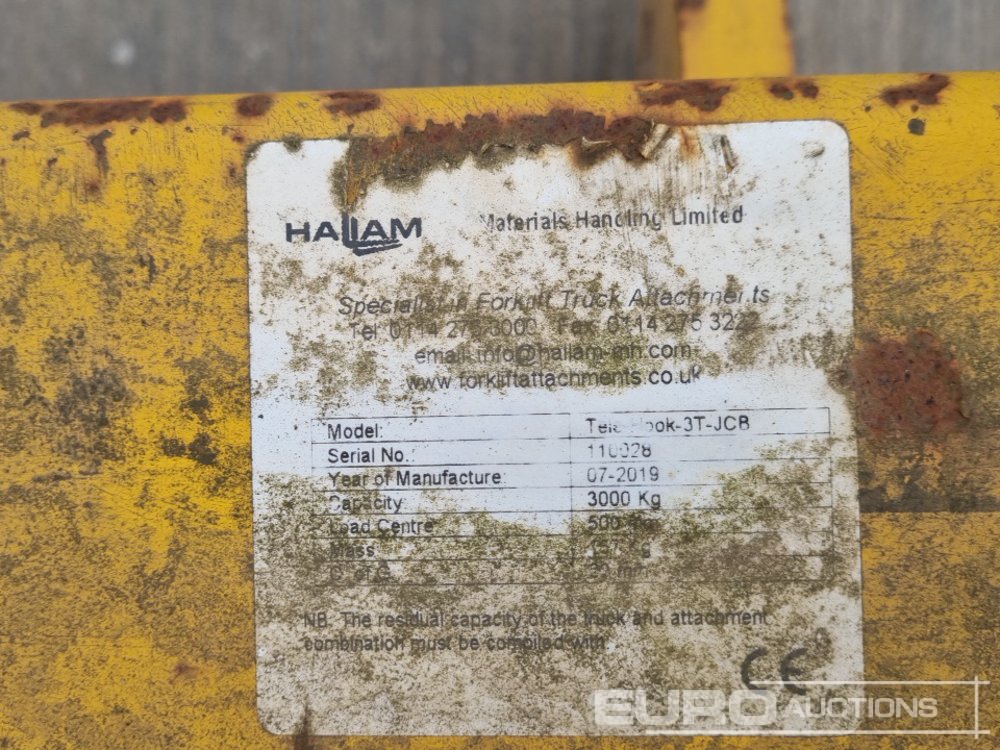 HALLAM Materials Handling Limited
Specialist in Forklift Truck Attachments
Tel: 0114 275 3000 Fax: 0114 275 3222
email: info@hallam-mh.com
www.forkliftattachments.co.uk
Model: Tele Hook-3T-JCB
Serial No.: 110028
Year of Manufacture: 07-2019
Capacity 3000 Kg
Load Centre 500
Mass
NB. The residual capacity of the truck and attachment
combination must be complied with.
CE
EURO AUCTIONS